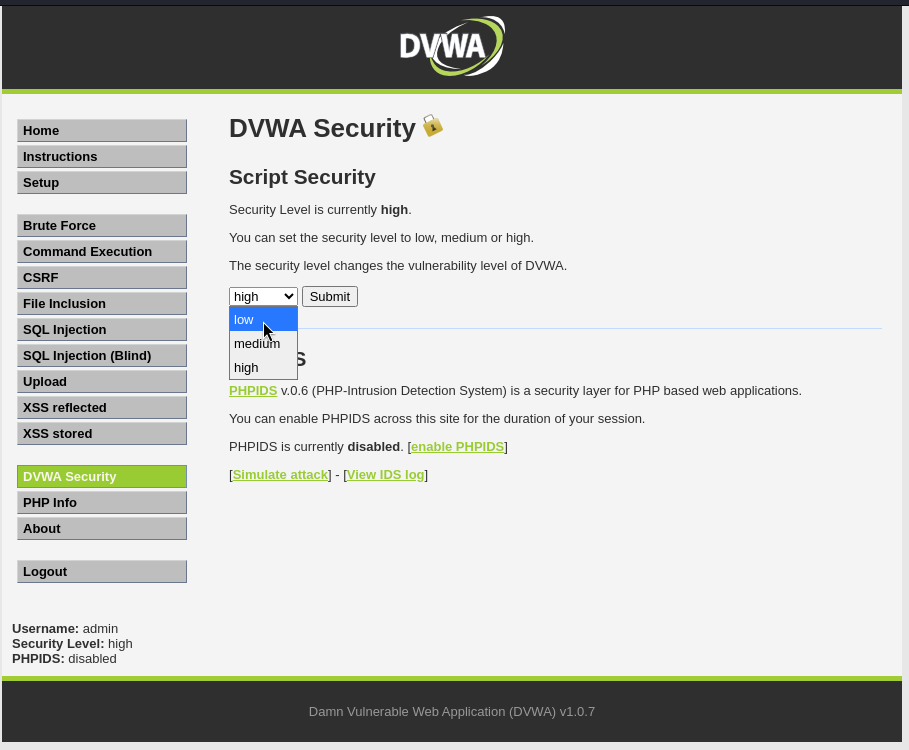 DVWA
Home
Instructions
Setup
Brute Force
Command Execution
CSRF
File Inclusion
SQL Injection
SQL Injection (Blind)
Upload
XSS reflected
XSS stored
DVWA Security
PHP Info
About
Logout
Username: admin
Security Level: high
PHPIDS: disabled
DVWA Security
Script Security
Security Level is currently high.
You can set the security level to low, medium or high.
The security level changes the vulnerability level of DVWA.
high Submit
low
medium
high
S
PHPIDS v.0.6 (PHP-Intrusion Detection System) is a security layer for PHP based web applications.
You can enable PHPIDS across this site for the duration of your session.
PHPIDS is currently disabled. [enable PHPIDS]
[Simulate attack] - [View IDS log]
Damn Vulnerable Web Application (DVWA) v1.0.7